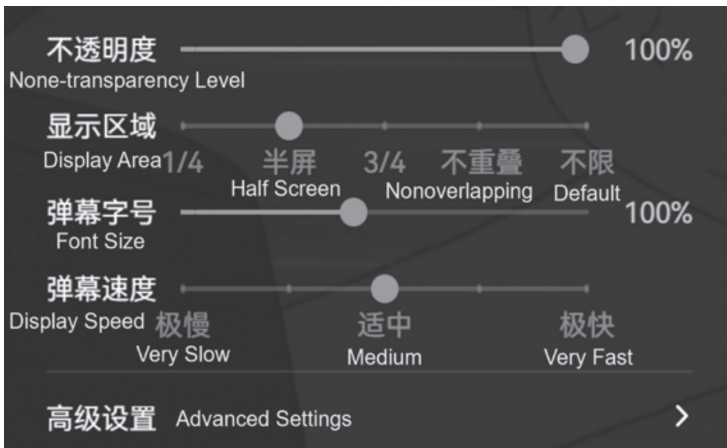 不透明度 100%
None-transparency Level
显示区域
Display Area 1/4 半屏 3/4 不重叠 不限
Half Screen Nonoverlapping Default
弹幕字号 100%
Font Size
弹幕速度
Display Speed 极慢 适中 极快
Very Slow Medium Very Fast
高级设置 Advanced Settings